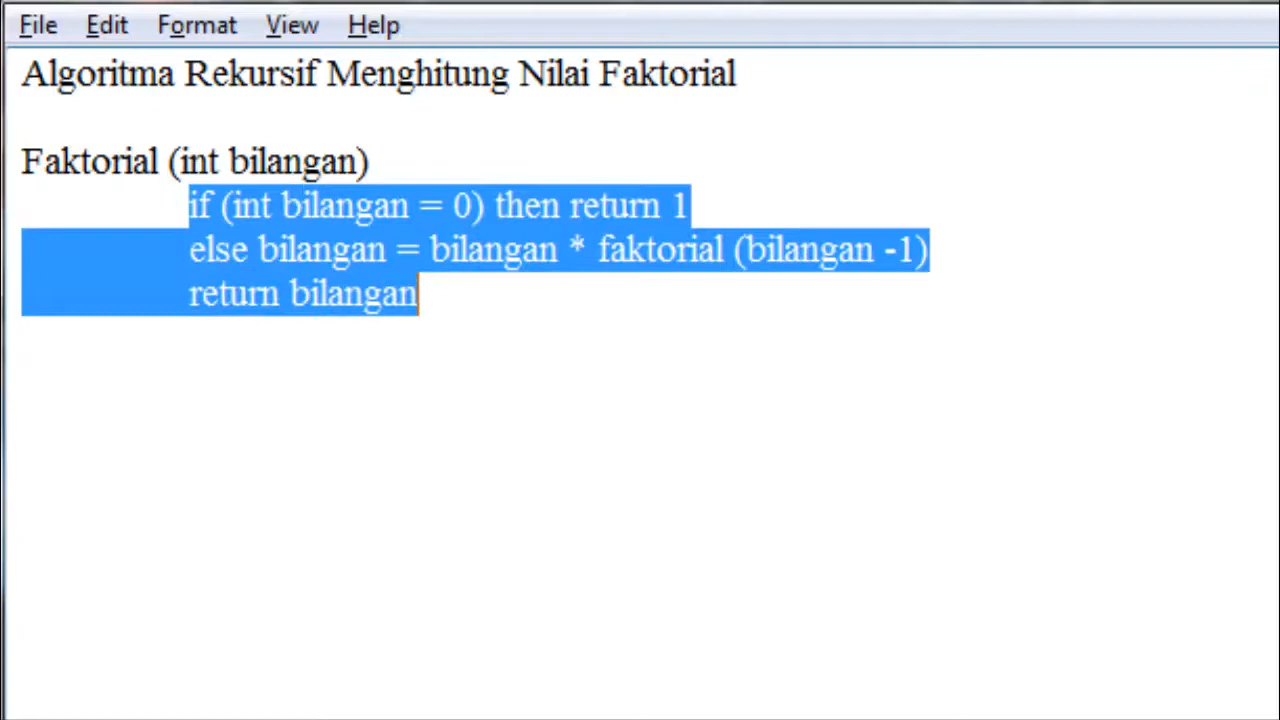 File Edit Format View Help
Algoritma Rekursif Menghitung Nilai Faktorial
Faktorial (int bilangan)
if (int bilangan = 0) then return 1
else bilangan = bilangan * faktorial (bilangan -1)
return bilangan